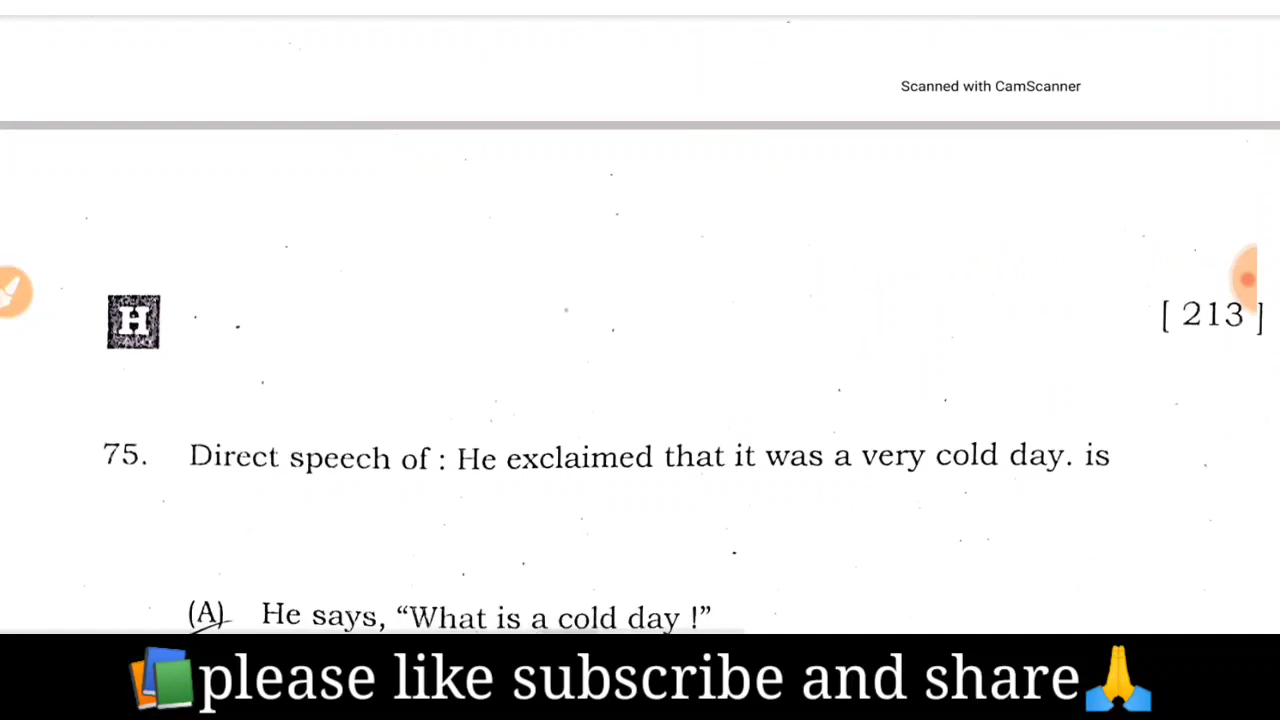 Scanned with CamScanner
H
[ 213 ]
75. Direct speech of : He exclaimed that it was a very cold day. is
(A) He says, “What is a cold day !”
📚please like subscribe and share🙏